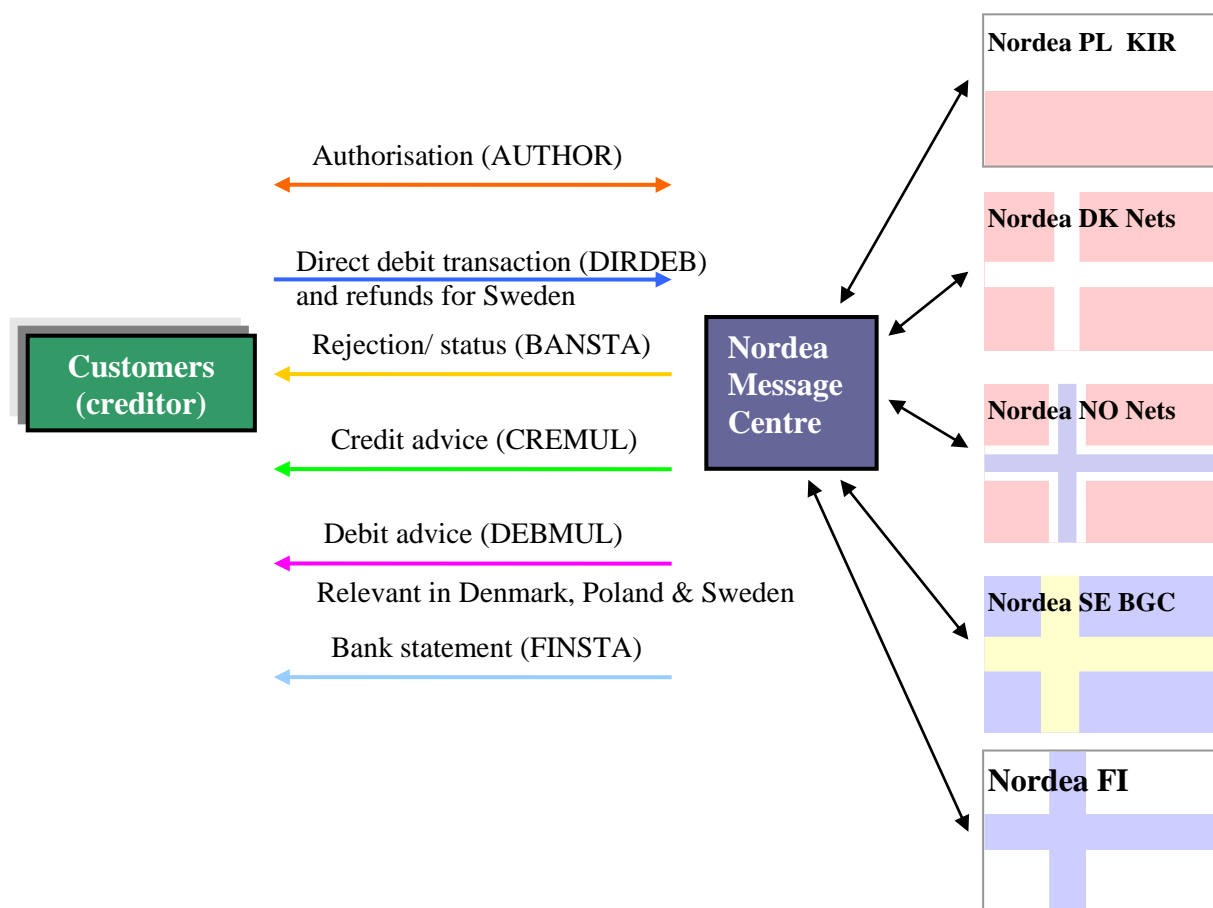 Nordea PL KIR
Authorisation (AUTHOR)
Nordea DK Nets
Direct debit transaction (DIRDEB)
and refunds for Sweden
Customers
(creditor)
Rejection/ status (BANSTA)
Nordea
Message
Centre
Nordea NO Nets
Credit advice (CREMUL)
Debit advice (DEBMUL)
Relevant in Denmark, Poland & Sweden
Nordea SE BGC
Bank statement (FINSTA)
Nordea FI